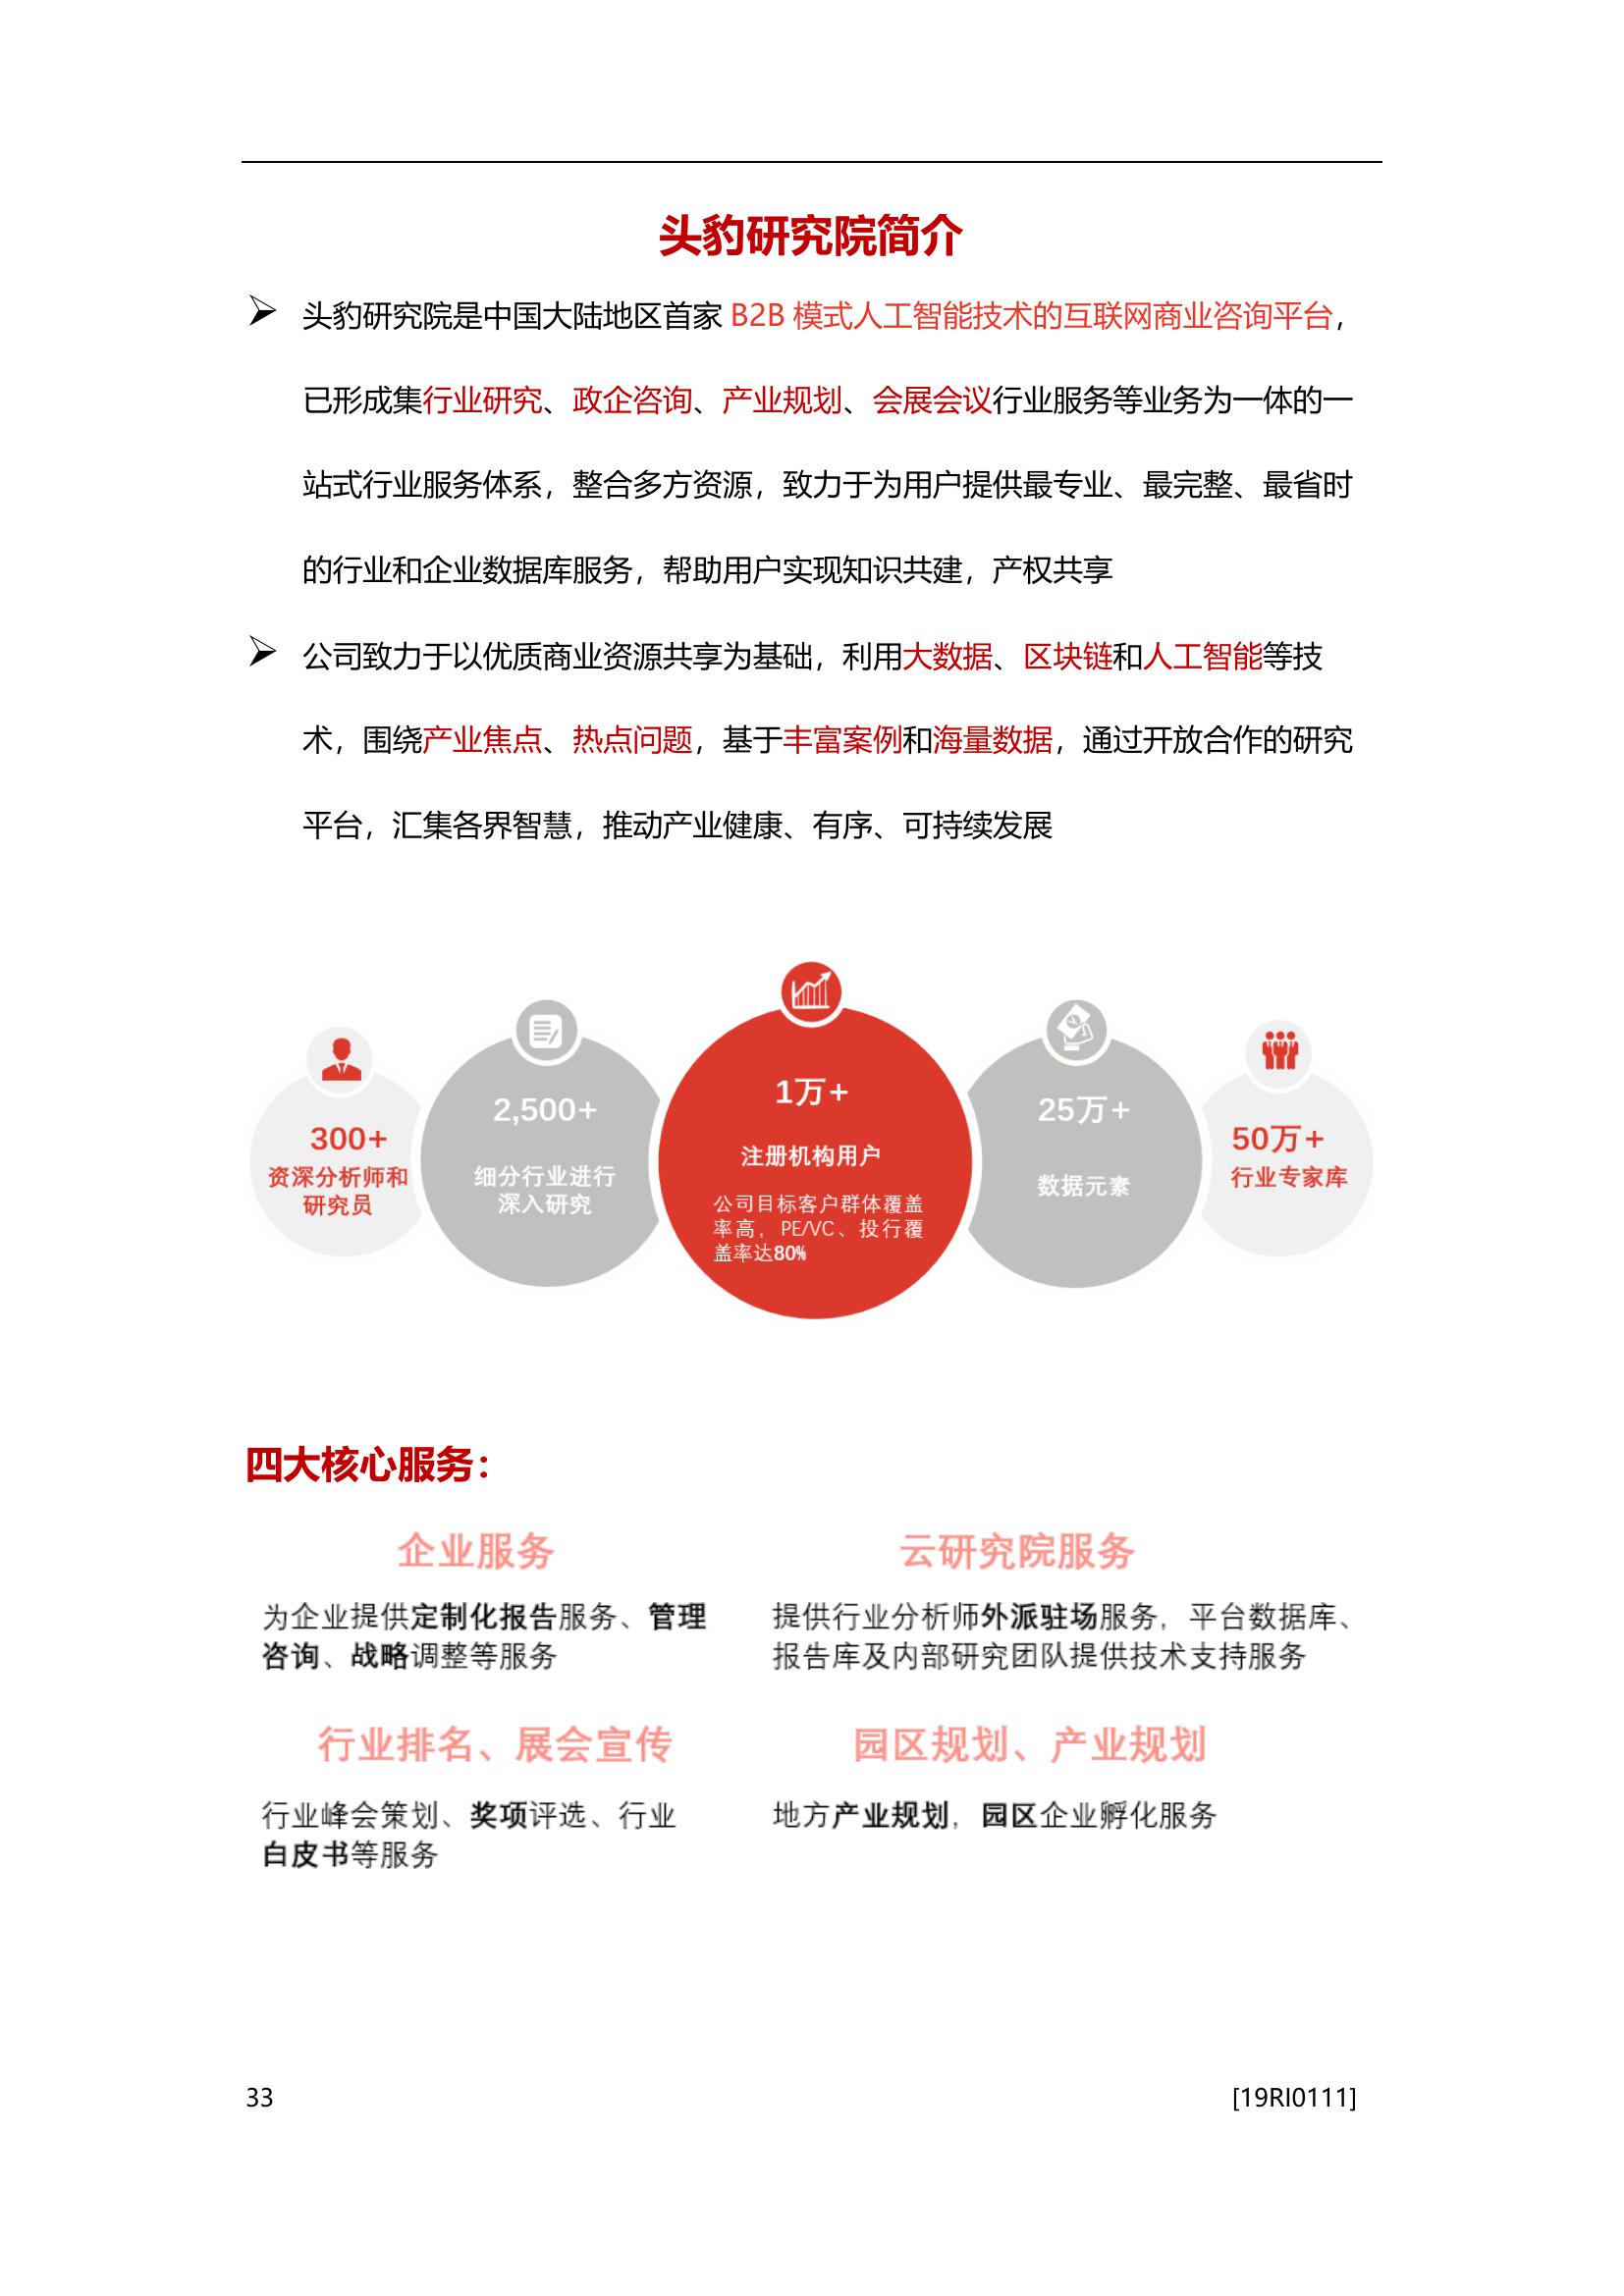 头豹研究院简介
➢ 头豹研究院是中国大陆地区首家 B2B 模式人工智能技术的互联网商业咨询平台，
已形成集行业研究、政企咨询、产业规划、会展会议行业服务等业务为一体的一
站式行业服务体系，整合多方资源，致力于为用户提供最专业、最完整、最省时
的行业和企业数据库服务，帮助用户实现知识共建，产权共享
➢ 公司致力于以优质商业资源共享为基础，利用大数据、区块链和人工智能等技
术，围绕产业焦点、热点问题，基于丰富案例和海量数据，通过开放合作的研究
平台，汇集各界智慧，推动产业健康、有序、可持续发展
300+
资深分析师和
研究员
2,500+
细分行业进行
深入研究
1万+
注册机构用户
公司目标客户群体覆盖
率高，PE/VC、投行覆
盖率达80%
25万+
数据元素
50万+
行业专家库
四大核心服务：
企业服务
为企业提供定制化报告服务、管理
咨询、战略调整等服务
云研究院服务
提供行业分析师外派驻场服务，平台数据库、
报告库及内部研究团队提供技术支持服务
行业排名、展会宣传
行业峰会策划、奖项评选、行业
白皮书等服务
园区规划、产业规划
地方产业规划，园区企业孵化服务
33
[19RI0111]